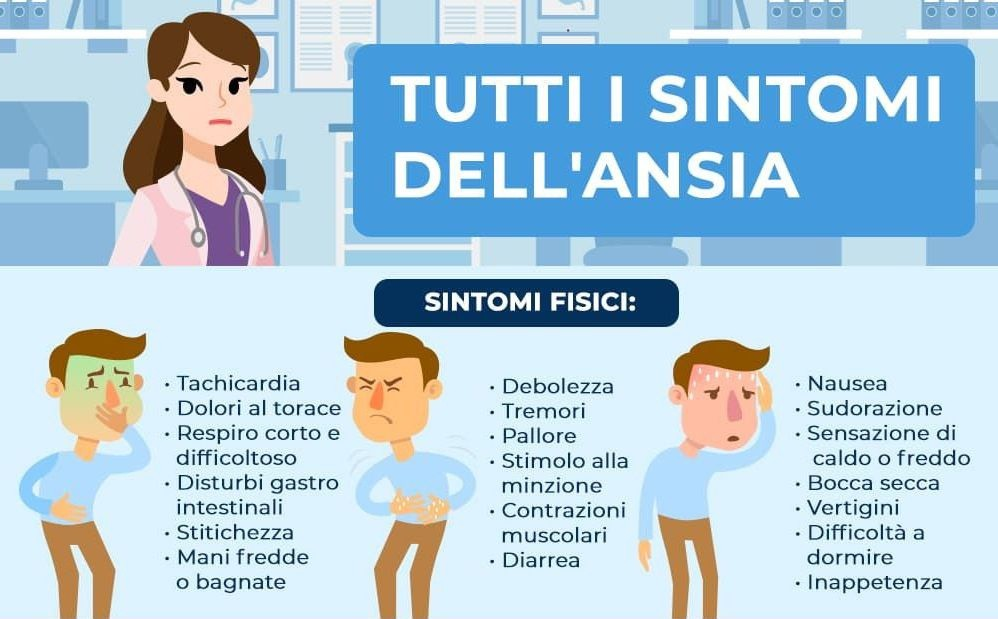 TUTTI I SINTOMI
DELL'ANSIA
SINTOMI FISICI:
• Tachicardia
• Dolori al torace
• Respiro corto e
difficoltoso
• Disturbi gastro
intestinali
• Stitichezza
• Mani fredde
o bagnate
• Debolezza
• Tremori
• Pallore
• Stimolo alla
minzione
• Contrazioni
muscolari
• Diarrea
• Nausea
• Sudorazione
• Sensazione di
caldo o freddo
• Bocca secca
• Vertigini
• Difficoltà a
dormire
• Inappetenza